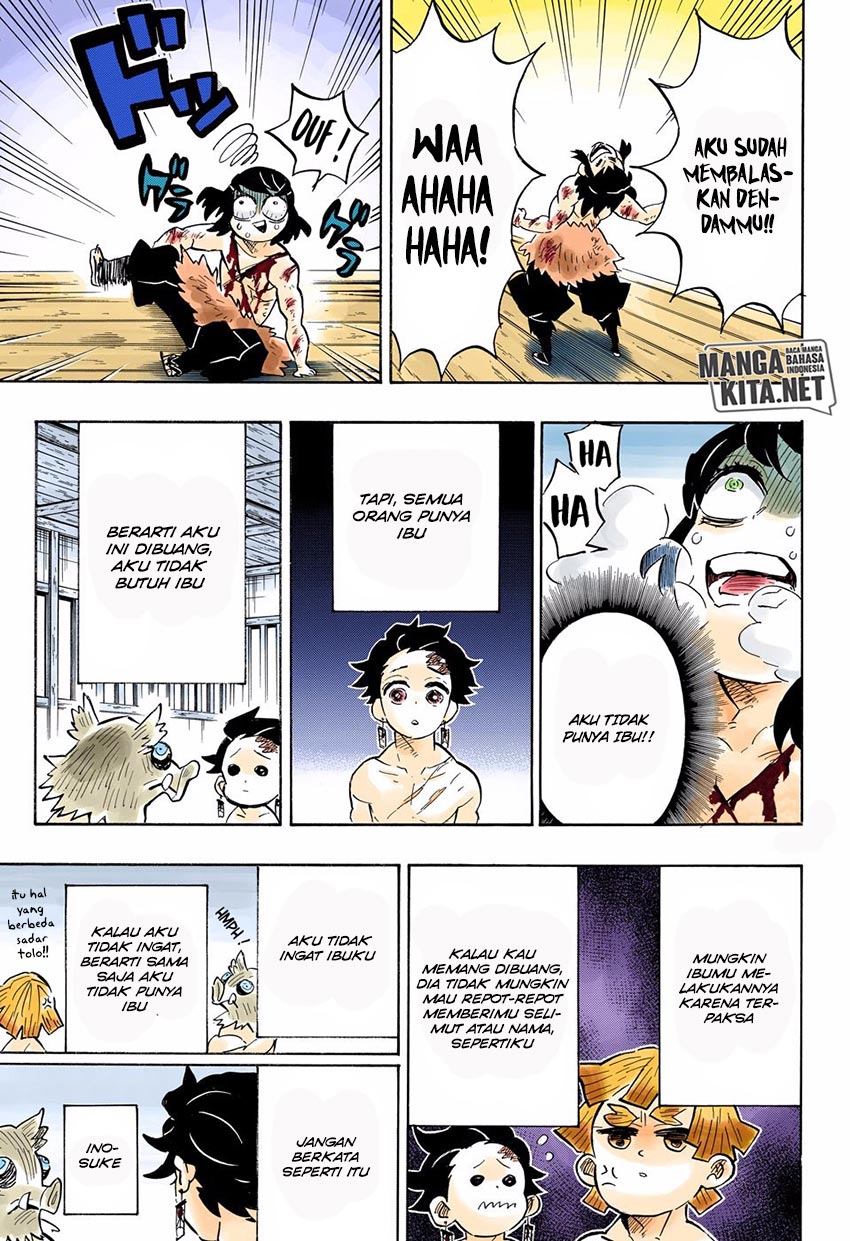 AKU SUDAH
MEMBALAS-
KAN DEN-
DAMMU!!
WAA
AHAHA
HAHA!
OUF!
ドドン
グラ
グラ
MANGA
KITA.NET
BACA MANGA
BAHASA
INDONESIA
HA
HA
AKU TIDAK
PUNYA IBU!!
TAPI, SEMUA
ORANG PUNYA
IBU
BERARTI AKU
INI DIBUANG,
AKU TIDAK
BUTUH IBU
MUNGKIN
IBUMU ME-
LAKUKANNYA
KARENA TER-
PAKSA
KALAU KAU
MEMANG DIBUANG,
DIA TIDAK MUNGKIN
MAU REPOT-REPOT
MEMBERIMU SELI-
MUT ATAU NAMA,
SEPERTIKU
AKU TIDAK
INGAT IBUKU
HMPH!
KALAU AKU
TIDAK INGAT,
BERARTI SAMA
SAJA AKU
TIDAK PUNYA
IBU
itu hal
yang
berbeda
sadar
tolo!!
JANGAN
BERKATA
SEPERTI ITU
INO-
SUKE